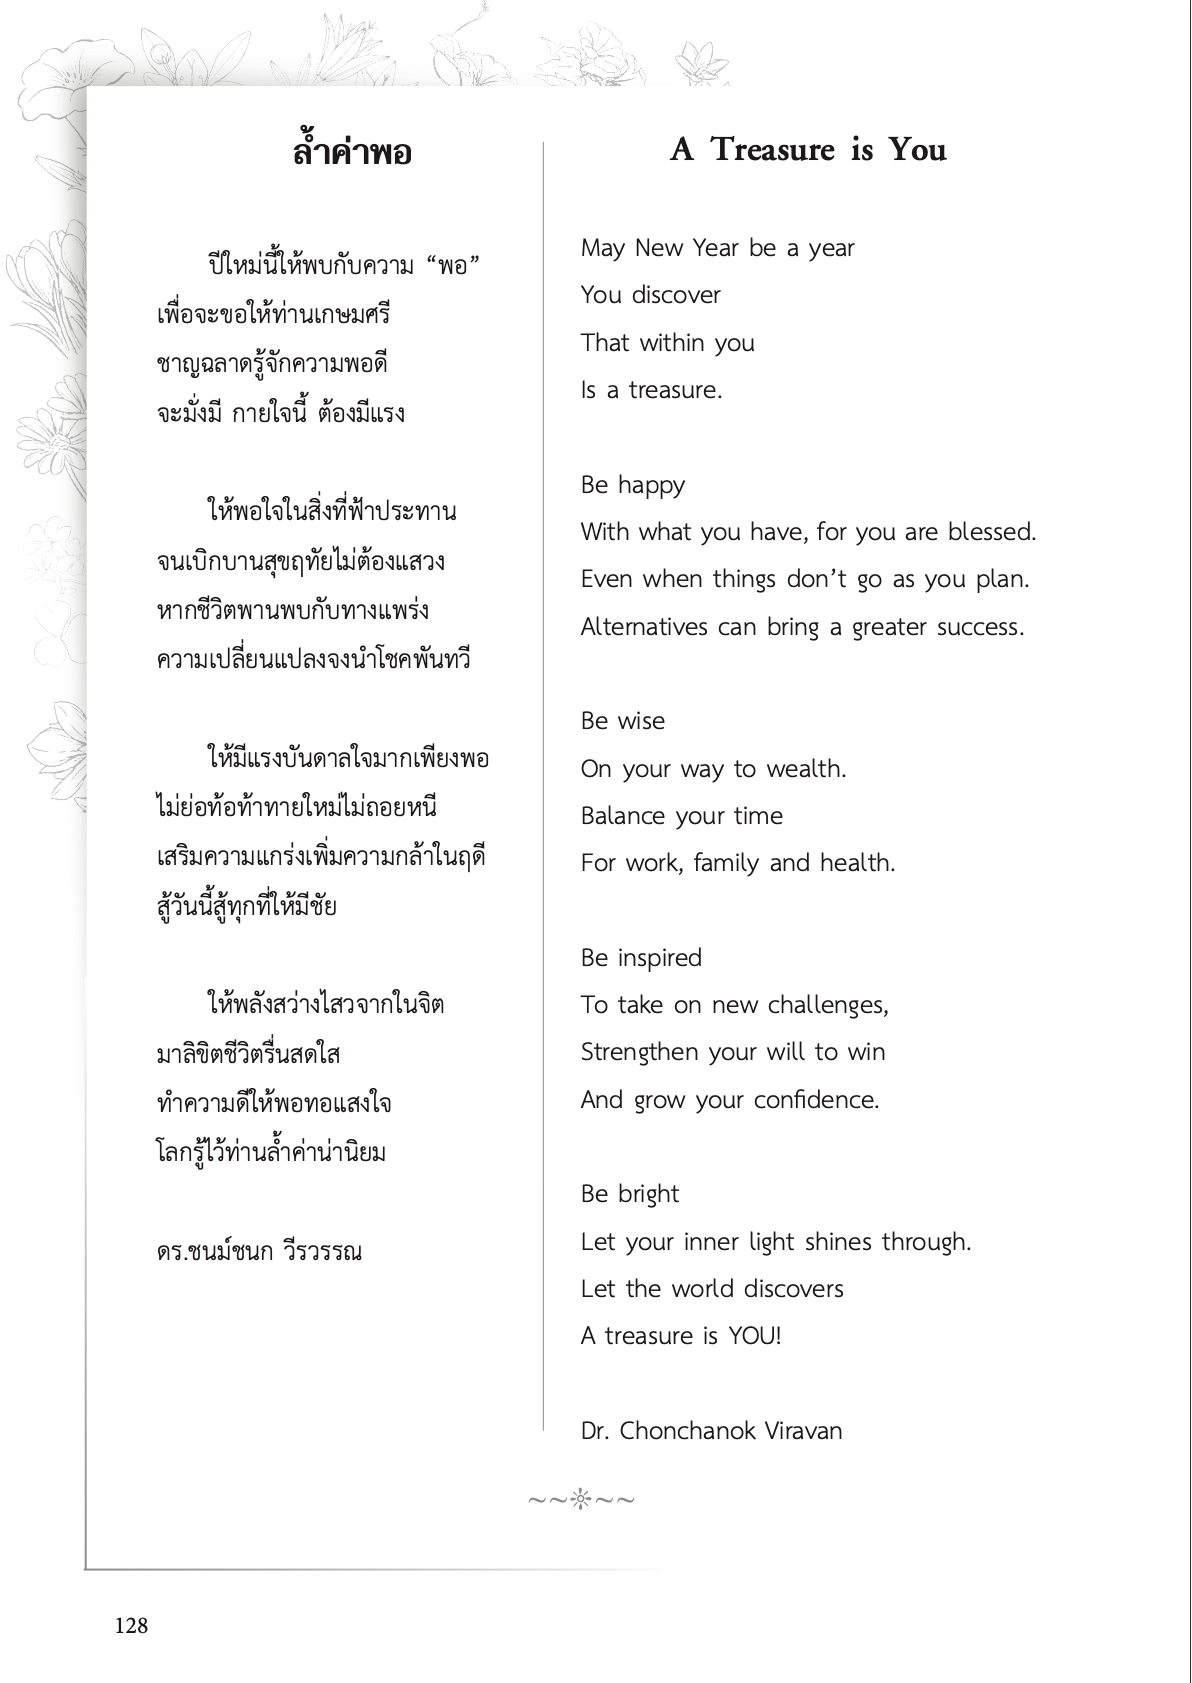 ล้ำค่าพอ
ปีใหม่นี้ให้พบกับความ “พอ”
เพื่อจะขอให้ท่านเกษมศรี
ชาญฉลาดรู้จักความพอดี
จะมั่งมี กายใจนี้ ต้องมีแรง
ให้พอใจในสิ่งที่ฟ้าประทาน
จนเบิกบานสุขฤทัยไม่ต้องแสวง
หากชีวิตพานพบกับทางแพร่ง
ความเปลี่ยนแปลงจงนำโชคพันทวี
ให้มีแรงบันดาลใจมากเพียงพอ
ไม่ย่อท้อท้าทายใหม่ไม่ถอยหนี
เสริมความแกร่งเพิ่มความกล้าในฤดี
สู้วันนี้สู้ทุกที่ให้มีชัย
ให้พลังสว่างไสวจากในจิต
มาลิขิตชีวิตรื่นสดใส
ทำความดีให้พอทอแสงใจ
โลกรู้ไว้ท่านล้ำค่าน่านิยม
ดร.ชนม์ชนก วีรวรรณ
A Treasure is You
May New Year be a year
You discover
That within you
Is a treasure.
Be happy
With what you have, for you are blessed.
Even when things don’t go as you plan.
Alternatives can bring a greater success.
Be wise
On your way to wealth.
Balance your time
For work, family and health.
Be inspired
To take on new challenges,
Strengthen your will to win
And grow your confidence.
Be bright
Let your inner light shines through.
Let the world discovers
A treasure is YOU!
Dr. Chonchanok Viravan
128